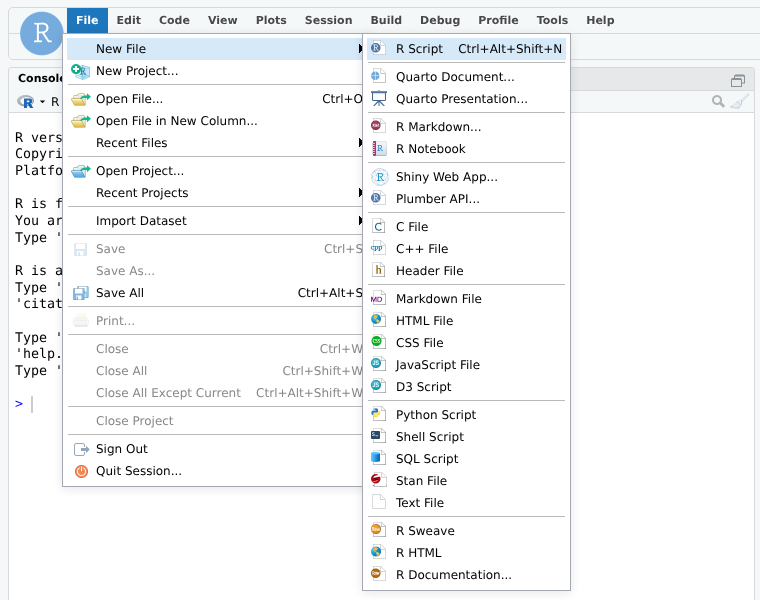 R
File Edit Code View Plots Session Build Debug Profile Tools Help
New File
New Project...
Open File... Ctrl+O
Open File in New Column...
Recent Files
Open Project...
Recent Projects
Import Dataset
Save Ctrl+S
Save As...
Save All Ctrl+Alt+S
Print...
Close Ctrl+W
Close All Ctrl+Shift+W
Close All Except Current Ctrl+Alt+Shift+W
Close Project
Sign Out
Quit Session...
R Script Ctrl+Alt+Shift+N
Quarto Document...
Quarto Presentation...
R Markdown...
R Notebook
Shiny Web App...
Plumber API...
C File
C++ File
Header File
Markdown File
HTML File
CSS File
JavaScript File
D3 Script
Python Script
Shell Script
SQL Script
Stan File
Text File
R Sweave
R HTML
R Documentation...
Consol
R
R vers
Copyri
Platfo
R is f
You ar
Type '
R is a
Type '
'citat
Type '
'help.
Type '
>